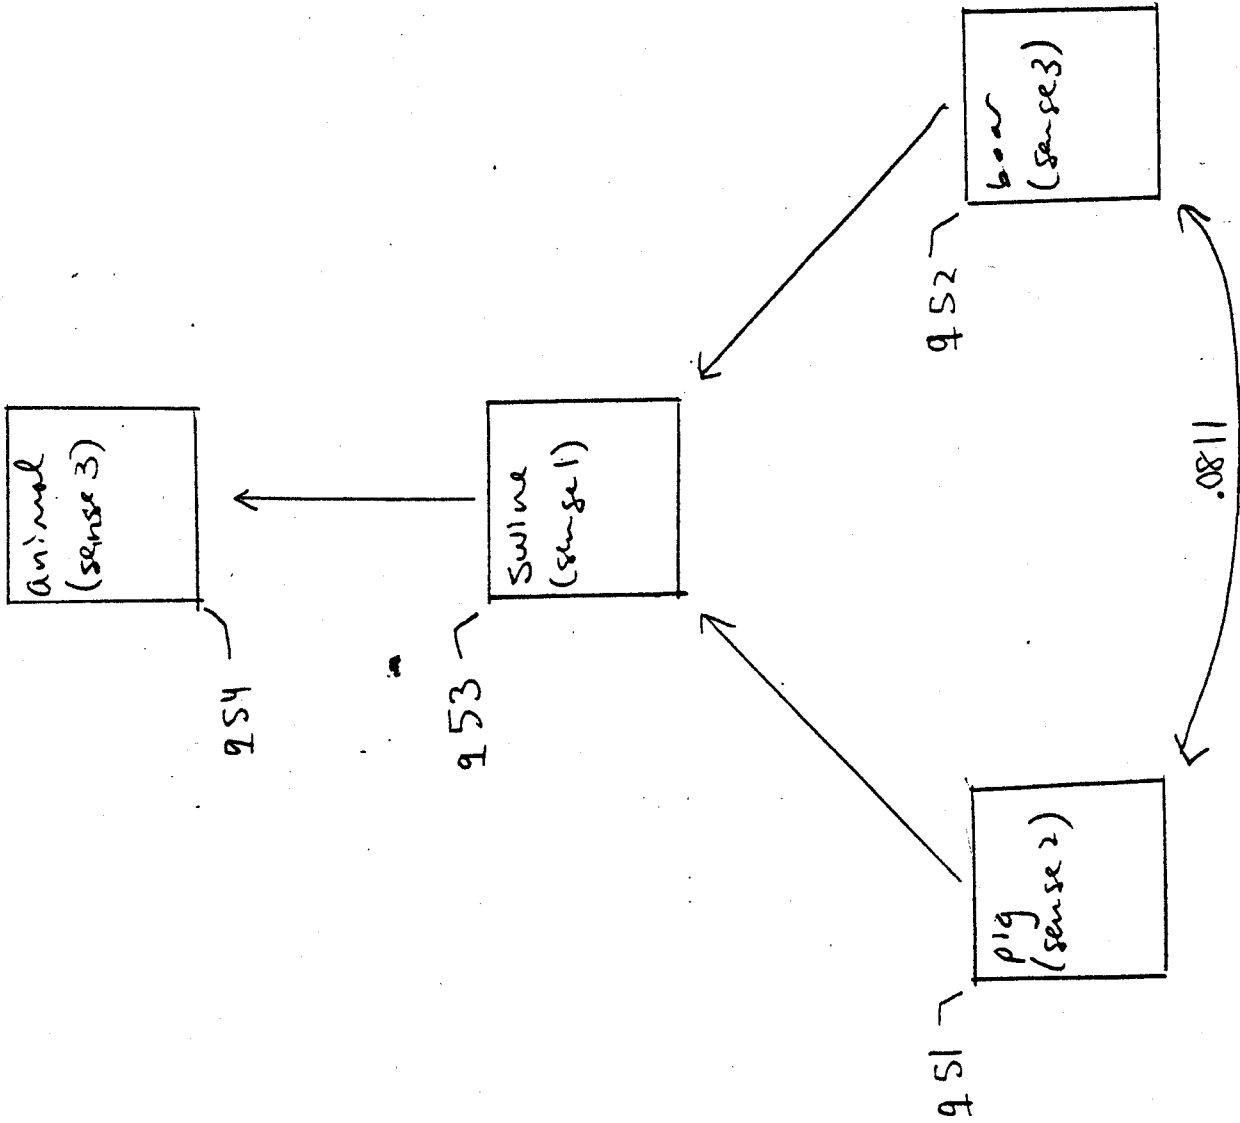 animal
(sense 3)
954
swine
(sense 1)
953
pig
(sense 2)
951
boar
(sense 3)
952
.0811